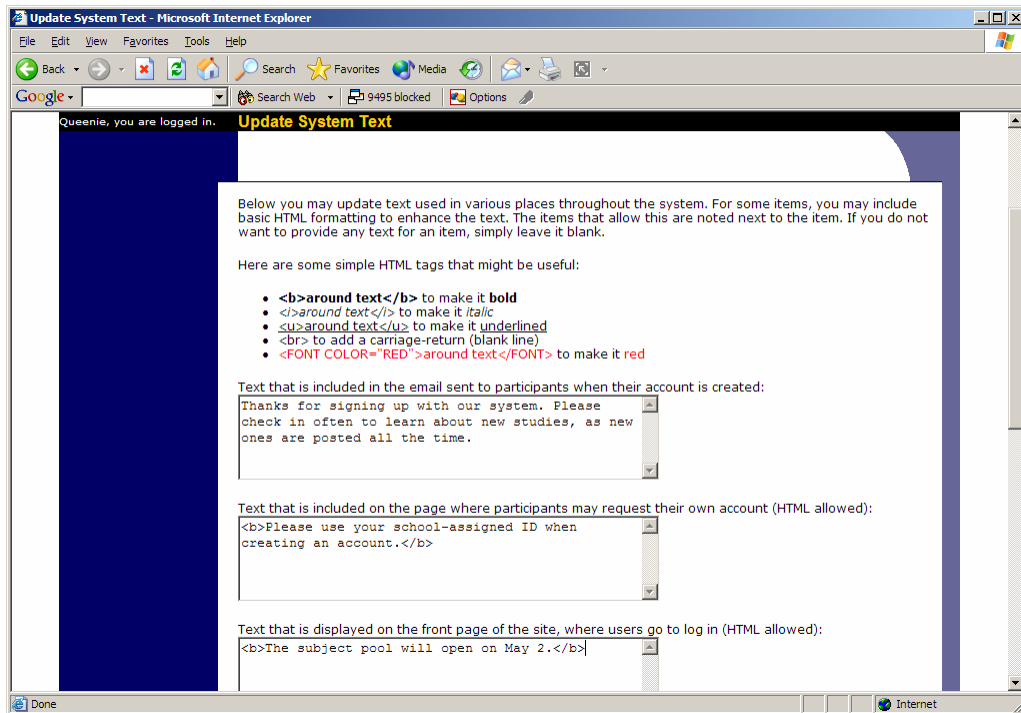 Update System Text - Microsoft Internet Explorer
File Edit View Favorites Tools Help
Back Search Favorites Media
Google Search Web 9495 blocked Options
Queenie, you are logged in. Update System Text
Below you may update text used in various places throughout the system. For some items, you may include
basic HTML formatting to enhance the text. The items that allow this are noted next to the item. If you do not
want to provide any text for an item, simply leave it blank.
Here are some simple HTML tags that might be useful:
• <b>around text</b> to make it bold
• <i>around text</i> to make it italic
• <u>around text</u> to make it underlined
• <br> to add a carriage-return (blank line)
• <FONT COLOR="RED">around text</FONT> to make it red
Text that is included in the email sent to participants when their account is created:
Thanks for signing up with our system. Please
check in often to learn about new studies, as new
ones are posted all the time.
Text that is included on the page where participants may request their own account (HTML allowed):
<b>Please use your school-assigned ID when
creating an account.</b>
Text that is displayed on the front page of the site, where users go to log in (HTML allowed):
<b>The subject pool will open on May 2.</b>
Done Internet